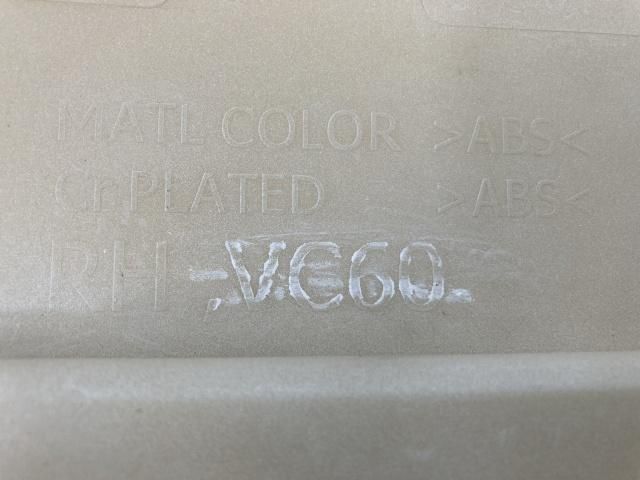 MATL COLOR >ABS<
Cr PLATED >ABS<
RH VC60